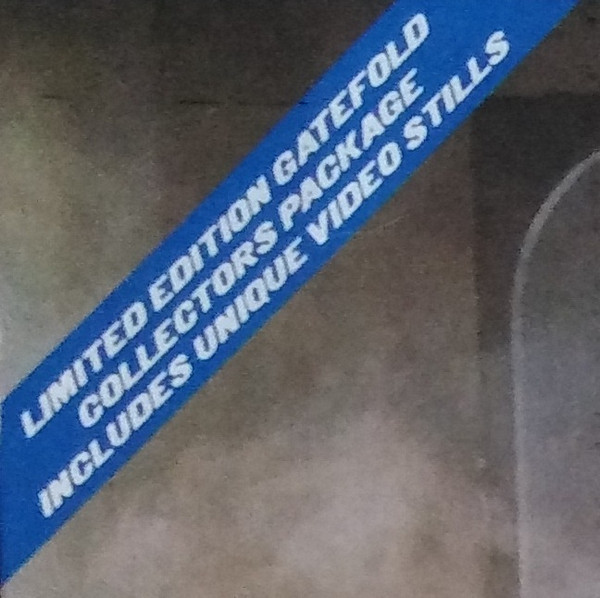 LIMITED EDITION GATEFOLD
COLLECTORS PACKAGE
INCLUDES UNIQUE VIDEO STILLS